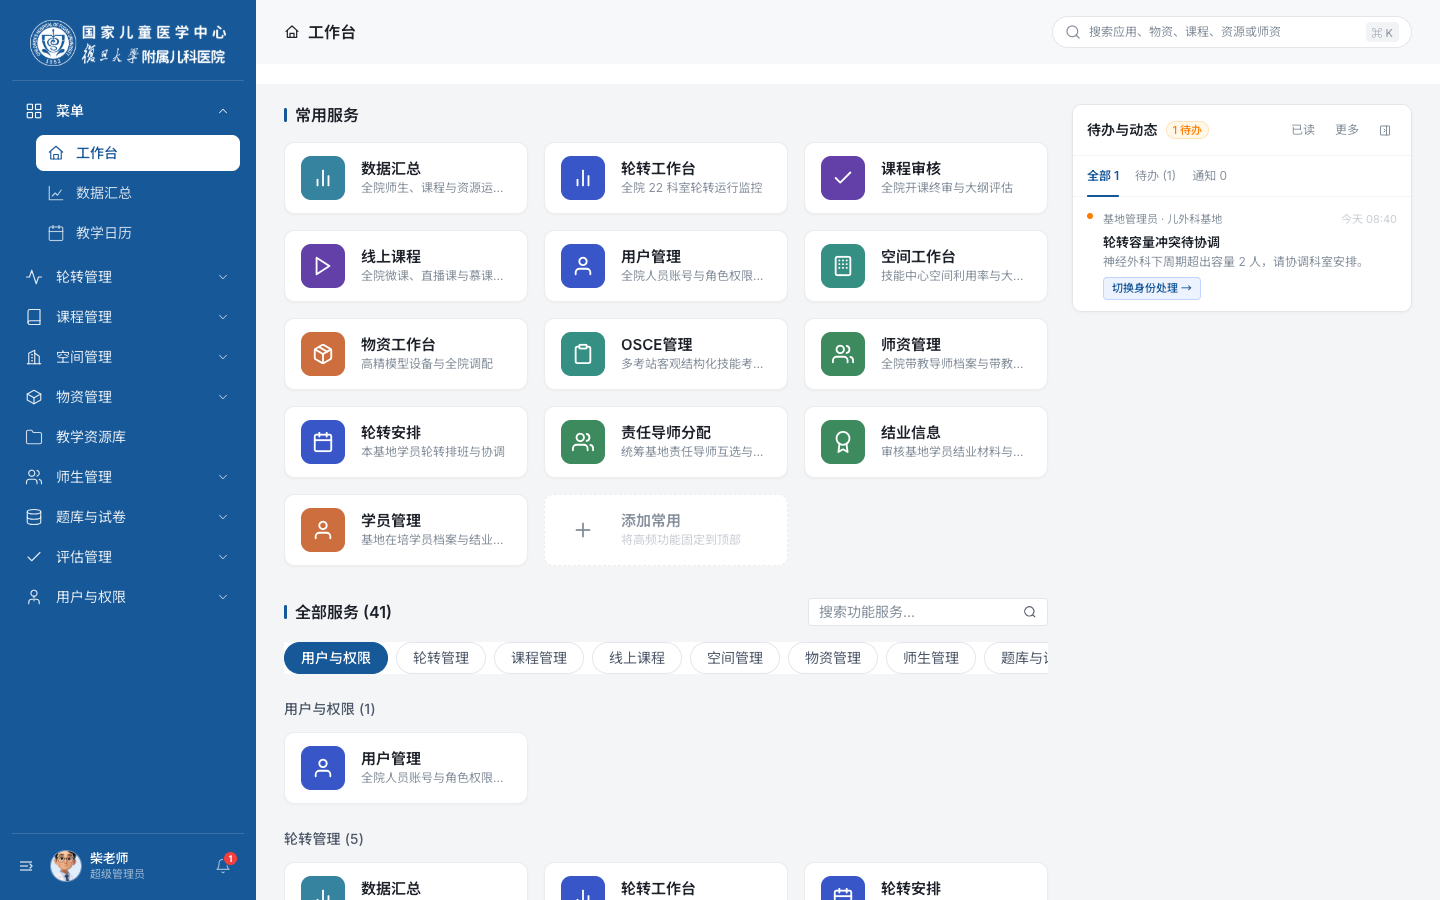 国家儿童医学中心
復旦大学附属儿科医院
菜单
工作台
数据汇总
教学日历
轮转管理
课程管理
空间管理
物资管理
教学资源库
师生管理
题库与试卷
评估管理
用户与权限
柴老师
超级管理员
1
工作台
搜索应用、物资、课程、资源或师资
⌘ K
常用服务
数据汇总
全院师生、课程与资源运...
轮转工作台
全院 22 科室轮转运行监控
课程审核
全院开课终审与大纲评估
线上课程
全院微课、直播课与慕课...
用户管理
全院人员账号与角色权限...
空间工作台
技能中心空间利用率与大...
物资工作台
高精模型设备与全院调配
OSCE管理
多考站客观结构化技能考...
师资管理
全院带教导师档案与带教...
轮转安排
本基地学员轮转排班与协调
责任导师分配
统筹基地责任导师互选与...
结业信息
审核基地学员结业材料与...
学员管理
基地在培学员档案与结业...
添加常用
将高频功能固定到顶部
全部服务 (41)
搜索功能服务...
用户与权限
轮转管理
课程管理
线上课程
空间管理
物资管理
师生管理
题库与
用户与权限 (1)
用户管理
全院人员账号与角色权限...
轮转管理 (5)
数据汇总
轮转工作台
轮转安排
待办与动态
1 待办
已读
更多
全部 1
待办 (1)
通知 0
基地管理员 · 儿外科基地
今天 08:40
轮转容量冲突待协调
神经外科下周期超出容量 2 人，请协调科室安排。
切换身份处理 →